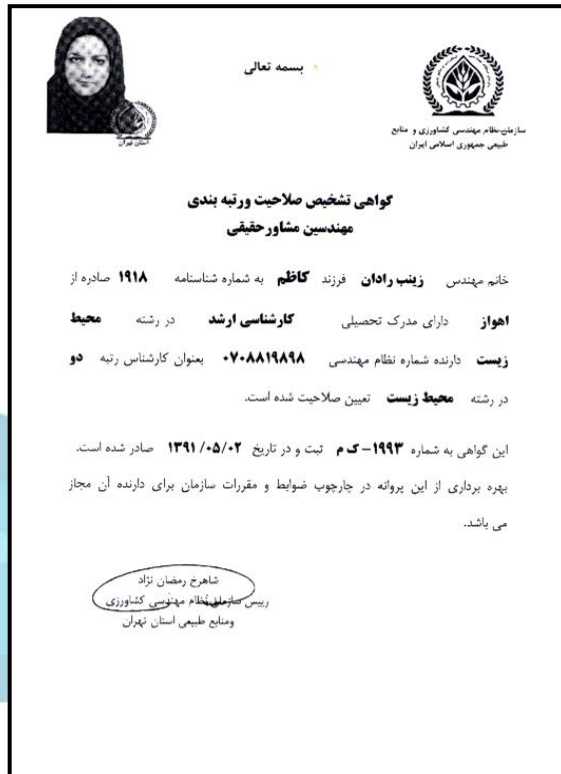 بسمه تعالی
سازمان نظام مهندسی کشاورزی و منابع
طبیعی جمهوری اسلامی ایران
استان تهران
گواهی تشخیص صلاحیت ورتبه بندی
مهندسین مشاورحقیقی
خانم مهندس زینب رادان فرزند کاظم به شماره شناسنامه ۱۹۱۸ صادره از
اهواز دارای مدرک تحصیلی کارشناسی ارشد در رشته محیط
زیست دارنده شماره نظام مهندسی ۰۷۰۸۸۱۹۸۹۸ بعنوان کارشناس رتبه دو
در رشته محیط زیست تعیین صلاحیت شده است.
این گواهی به شماره ۱۹۹۳- ک م ثبت و در تاریخ ۱۳۹۱/۰۵/۰۲ صادر شده است.
بهره برداری از این پروانه در چارچوب ضوابط و مقررات سازمان برای دارنده آن مجاز
می باشد.
شاهرخ رمضان نژاد
رییس سازمان نظام مهندسی کشاورزی
ومنابع طبیعی استان تهران